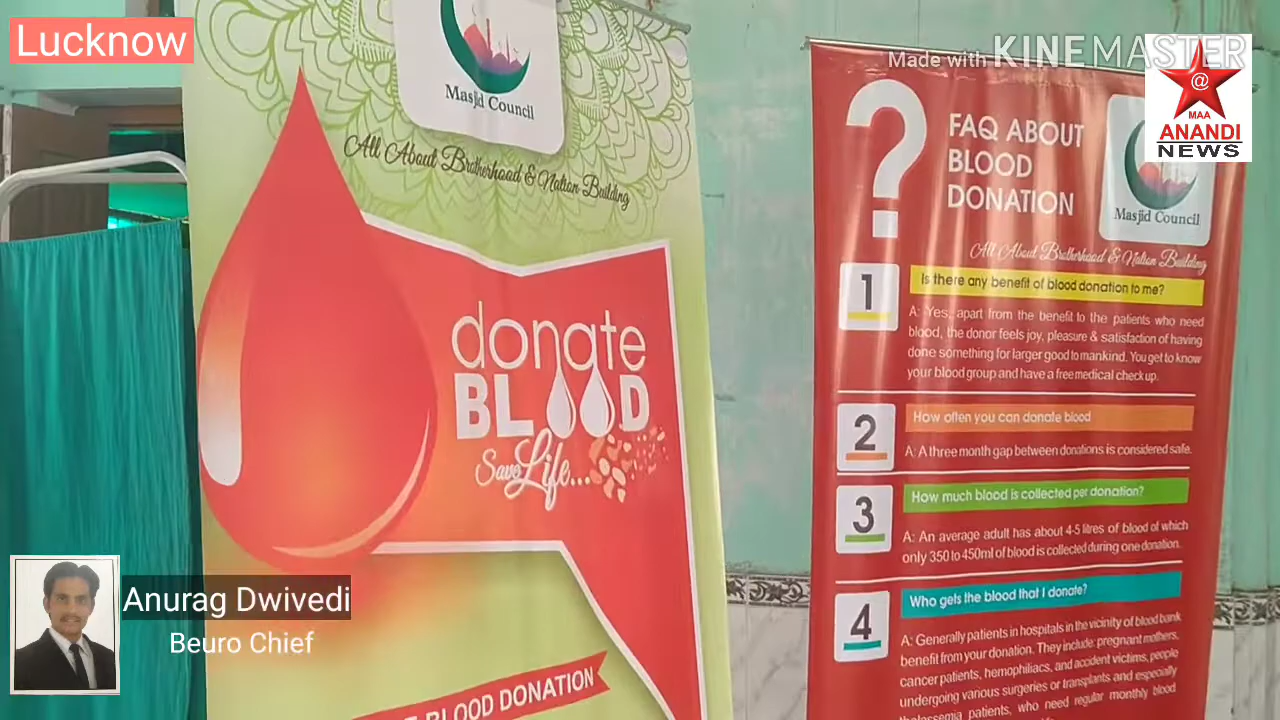 Lucknow
Made with KINEMASTER
@
MAA
ANANDI
NEWS
Masjid Council
All About Brotherhood & Nation Building
donate
BLOOD
Save Life...
BLOOD DONATION
?
FAQ ABOUT
BLOOD
DONATION
Masjid Council
All About Brotherhood & Nation Building
1
Is there any benefit of blood donation to me?
A: Yes, apart from the benefit to the patients who need
blood, the donor feels joy, pleasure & satisfaction of having
done something for larger good to mankind. You get to know
your blood group and have a free medical check up.
2
How often you can donate blood
A: A three month gap between donations is considered safe.
3
How much blood is collected per donation?
A: An average adult has about 4-5 litres of blood of which
only 350 to 450ml of blood is collected during one donation.
4
Who gets the blood that I donate?
A: Generally patients in hospitals in the vicinity of blood bank
benefit from your donation. They include: pregnant mothers,
cancer patients, hemophiliacs, and accident victims, people
undergoing various surgeries or transplants and especially
thalassemia patients, who need regular monthly blood
Anurag Dwivedi
Beuro Chief